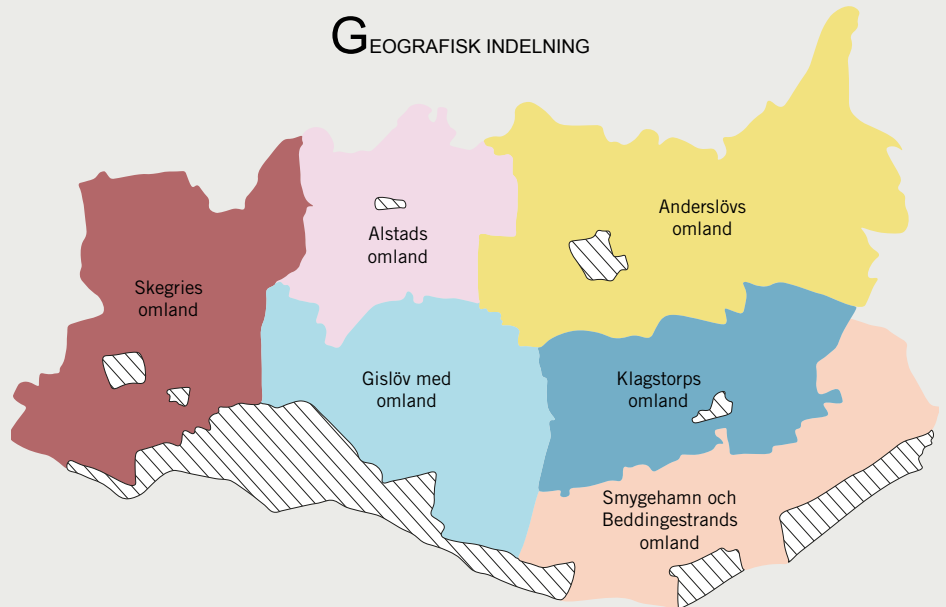 GEOGRAFISK INDELNING
Anderslövs
omland
Alstads
omland
Skegries
omland
Gislöv med
omland
Klagstorps
omland
Smygehamn och
Beddingestrands
omland